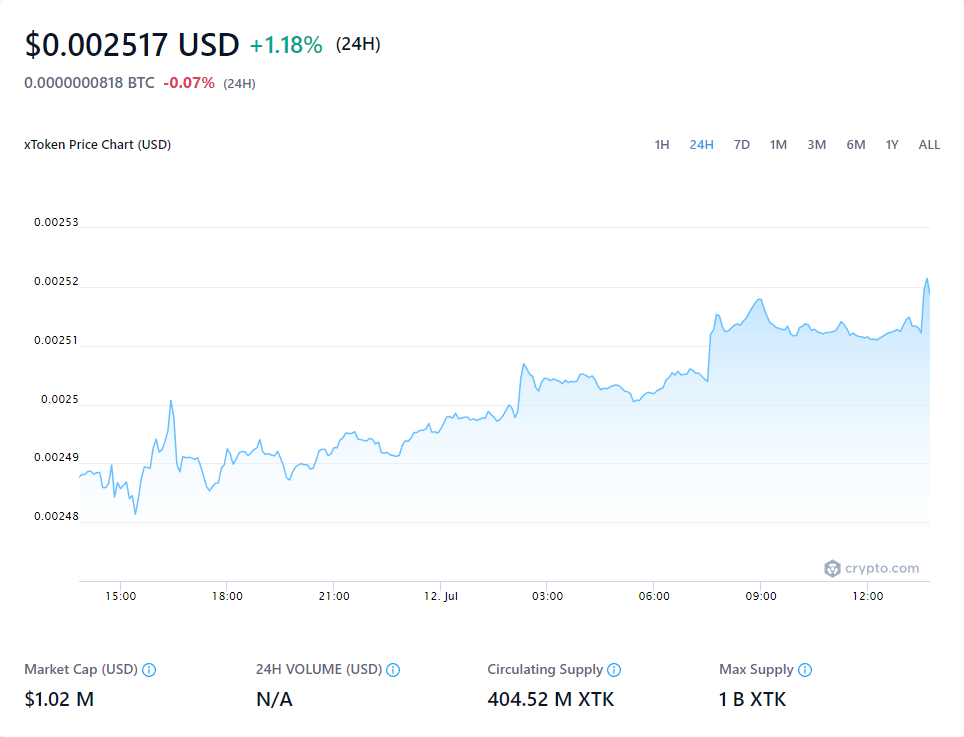 $0.002517 USD +1.18% (24H)
0.0000000818 BTC -0.07% (24H)
xToken Price Chart (USD) 1H 24H 7D 1M 3M 6M 1Y ALL
0.00253
0.00252
0.00251
0.0025
0.00249
0.00248
crypto.com
15:00 18:00 21:00 12. Jul 03:00 06:00 09:00 12:00
Market Cap (USD) 24H VOLUME (USD) Circulating Supply Max Supply
$1.02 M N/A 404.52 M XTK 1 B XTK